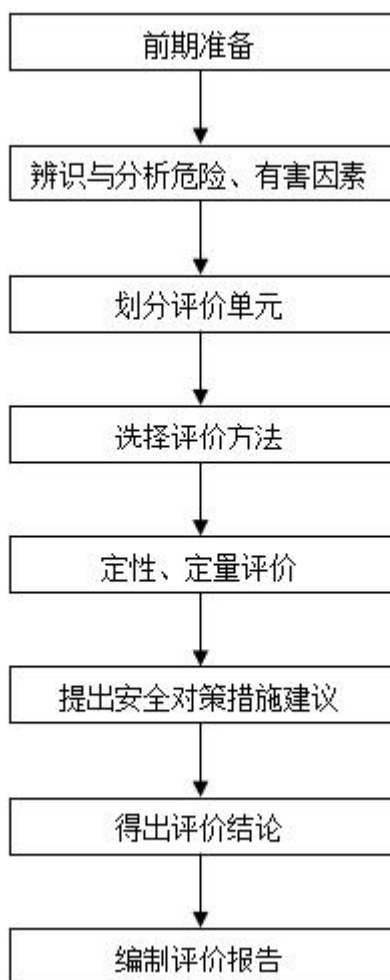 前期准备
辨识与分析危险、有害因素
划分评价单元
选择评价方法
定性、定量评价
提出安全对策措施建议
得出评价结论
编制评价报告